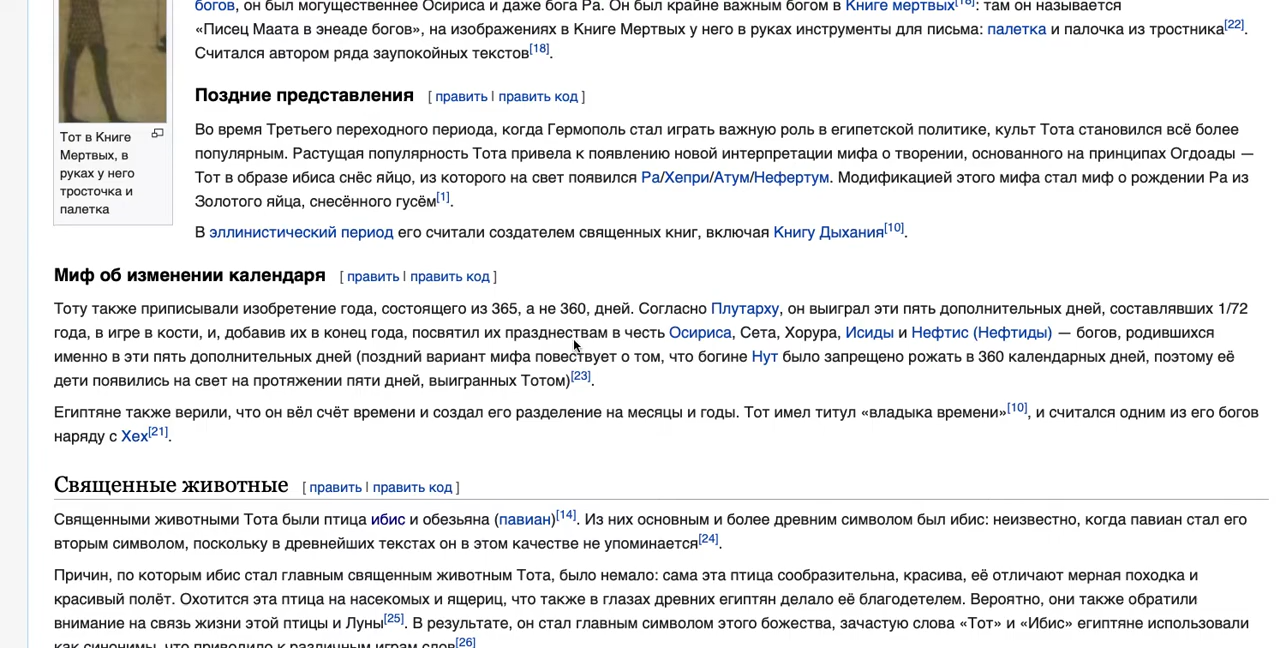 богов, он был могущественнее Осириса и даже бога Ра. Он был крайне важным богом в Книге мертвых[18]: там он называется
«Писец Маата в энеаде богов», на изображениях в Книге Мертвых у него в руках инструменты для письма: палетка и палочка из тростника[22].
Считался автором ряда заупокойных текстов[18].
Тот в Книге
Мертвых, в
руках у него
тросточка и
палетка
Поздние представления [ править | править код ]
Во время Третьего переходного периода, когда Гермополь стал играть важную роль в египетской политике, культ Тота становился всё более
популярным. Растущая популярность Тота привела к появлению новой интерпретации мифа о творении, основанного на принципах Огдоады —
Тот в образе ибиса снёс яйцо, из которого на свет появился Ра/Хепри/Атум/Нефертум. Модификацией этого мифа стал миф о рождении Ра из
Золотого яйца, снесённого гусём[1].
В эллинистический период его считали создателем священных книг, включая Книгу Дыхания[10].
Миф об изменении календаря [ править | править код ]
Тоту также приписывали изобретение года, состоящего из 365, а не 360, дней. Согласно Плутарху, он выиграл эти пять дополнительных дней, составлявших 1/72
года, в игре в кости, и, добавив их в конец года, посвятил их празднествам в честь Осириса, Сета, Хорура, Исиды и Нефтис (Нефтиды) — богов, родившихся
именно в эти пять дополнительных дней (поздний вариант мифа повествует о том, что богине Нут было запрещено рожать в 360 календарных дней, поэтому её
дети появились на свет на протяжении пяти дней, выигранных Тотом)[23].
Египтяне также верили, что он вёл счёт времени и создал его разделение на месяцы и годы. Тот имел титул «владыка времени»[10], и считался одним из его богов
наряду с Хех[21].
Священные животные [ править | править код ]
Священными животными Тота были птица ибис и обезьяна (павиан)[14]. Из них основным и более древним символом был ибис: неизвестно, когда павиан стал его
вторым символом, поскольку в древнейших текстах он в этом качестве не упоминается[24].
Причин, по которым ибис стал главным священным животным Тота, было немало: сама эта птица сообразительна, красива, её отличают мерная походка и
красивый полёт. Охотится эта птица на насекомых и ящериц, что также в глазах древних египтян делало её благодетелем. Вероятно, они также обратили
внимание на связь жизни этой птицы и Луны[25]. В результате, он стал главным символом этого божества, зачастую слова «Тот» и «Ибис» египтяне использовали
как синонимы, что приводило к различным играм слов[26]